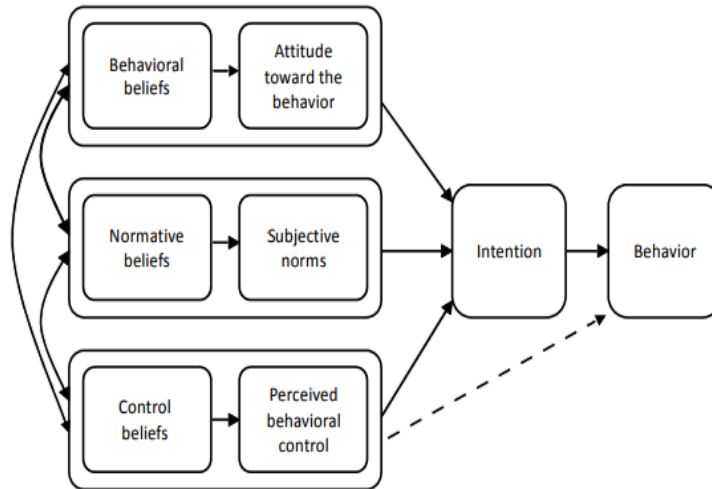 Behavioral
beliefs
Attitude
toward the
behavior
Normative
beliefs
Subjective
norms
Intention
Behavior
Control
beliefs
Perceived
behavioral
control